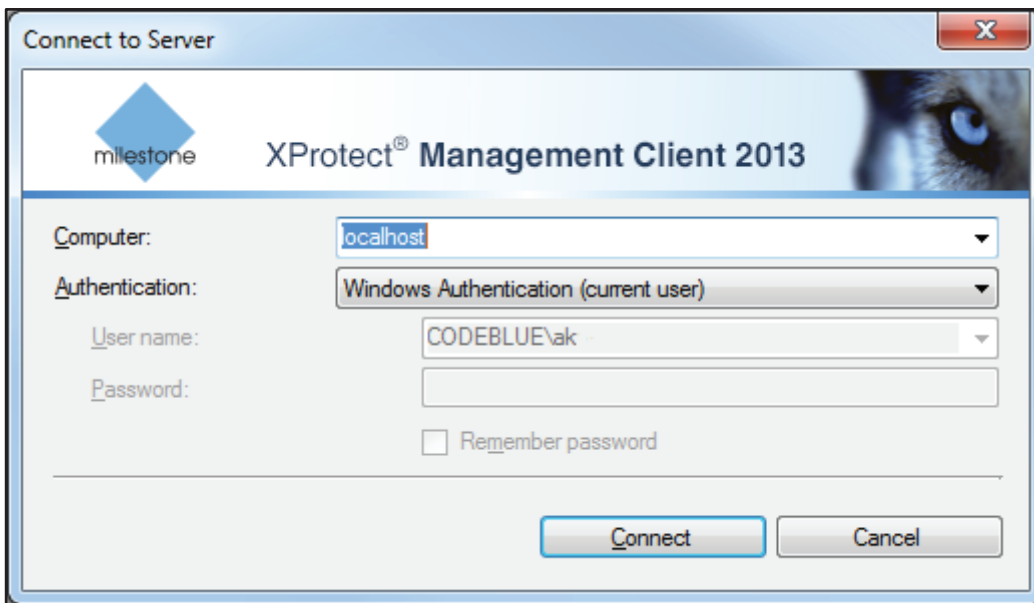 Connect to Server
milestone
XProtect® Management Client 2013
Computer: localhost
Authentication: Windows Authentication (current user)
User name: CODEBLUE\ak
Password:
Remember password
Connect Cancel